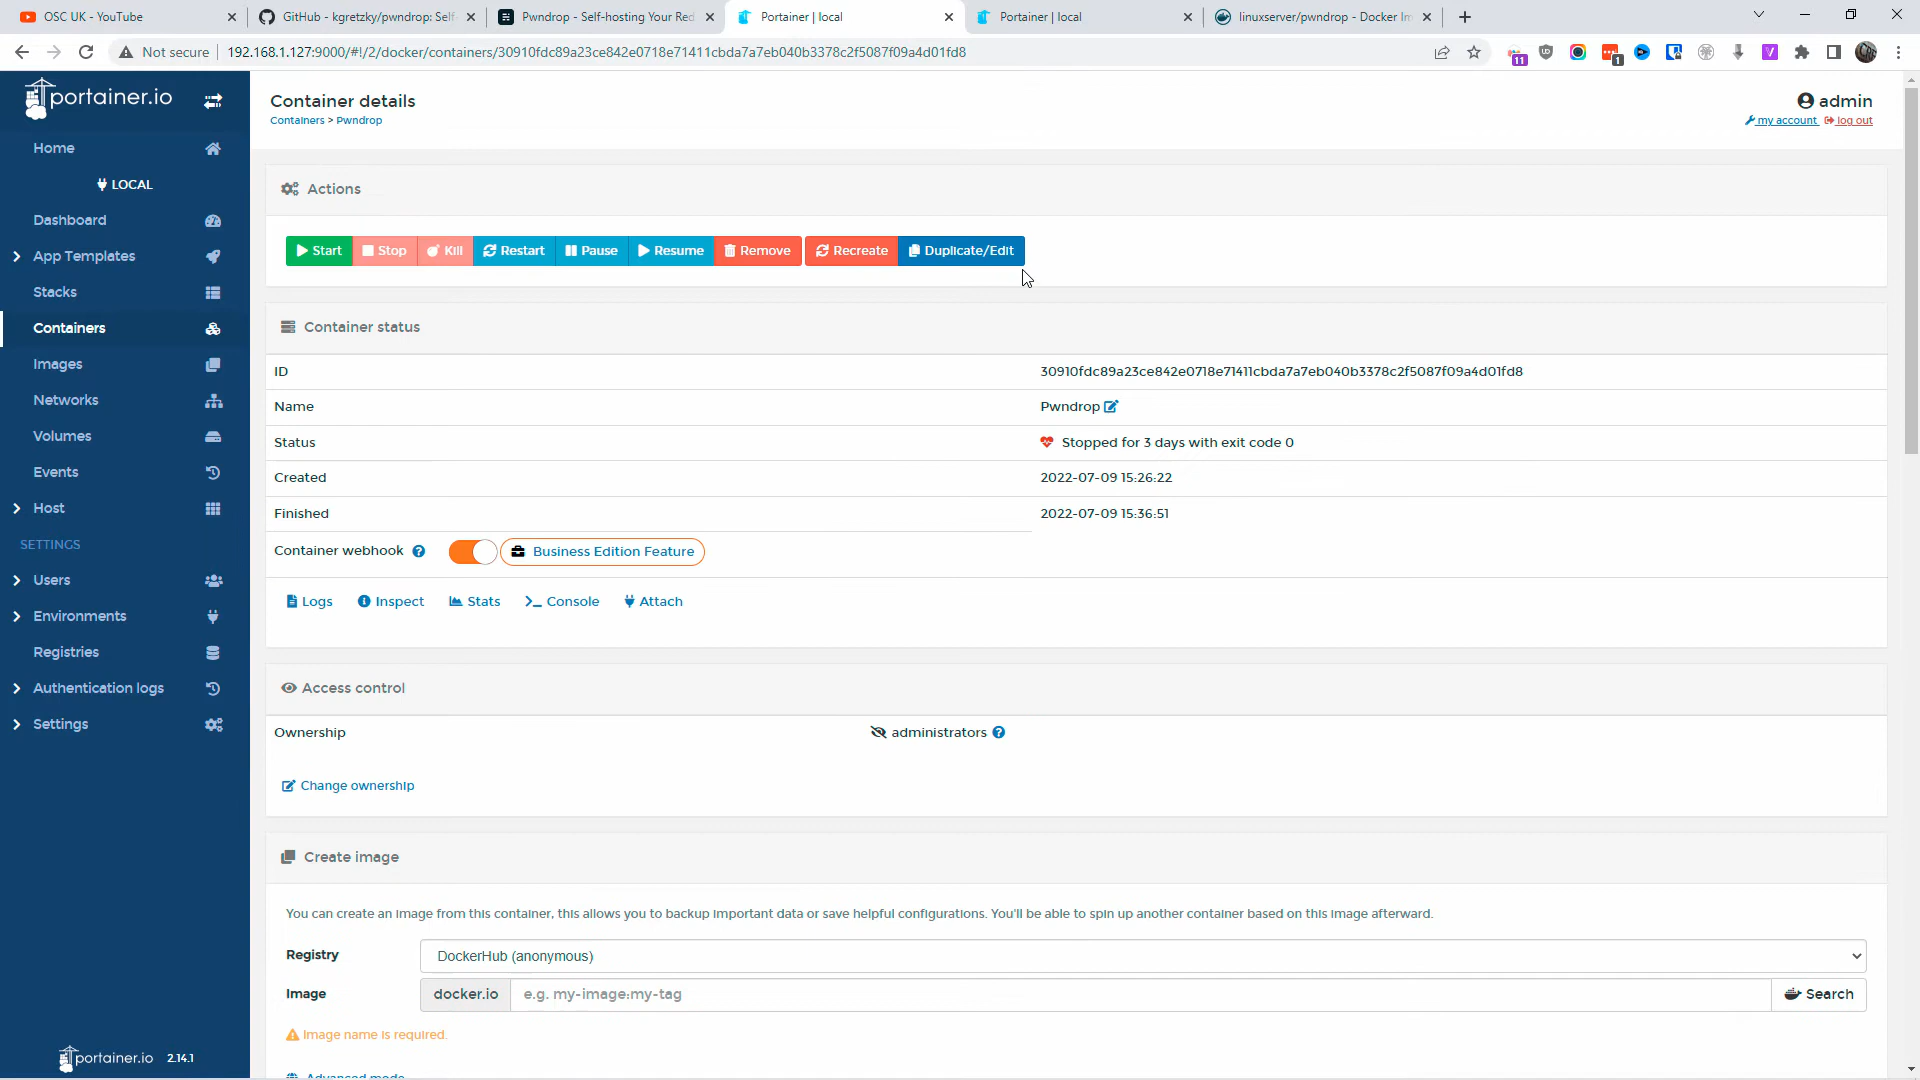 OSC UK - YouTube
GitHub - kgretzky/pwndrop: Self-
Pwndrop - Self-hosting Your Red
Portainer | local
Portainer | local
linuxserver/pwndrop - Docker Im
Not secure
192.168.1.127:9000/#!/2/docker/containers/30910fdc89a23ce842e0718e71411cbda7a7eb040b3378c2f5087f09a4d01fd8
11
1
portainer.io
Home
LOCAL
Dashboard
App Templates
Stacks
Containers
Images
Networks
Volumes
Events
Host
SETTINGS
Users
Environments
Registries
Authentication logs
Settings
portainer.io 2.14.1
Container details
Containers > Pwndrop
admin
my account log out
Actions
Start Stop Kill Restart Pause Resume Remove Recreate Duplicate/Edit
Container status
ID 30910fdc89a23ce842e0718e71411cbda7a7eb040b3378c2f5087f09a4d01fd8
Name Pwndrop
Status Stopped for 3 days with exit code 0
Created 2022-07-09 15:26:22
Finished 2022-07-09 15:36:51
Container webhook Business Edition Feature
Logs Inspect Stats >_ Console Attach
Access control
Ownership administrators
Change ownership
Create image
You can create an image from this container, this allows you to backup important data or save helpful configurations. You'll be able to spin up another container based on this image afterward.
Registry DockerHub (anonymous)
Image docker.io e.g. my-image:my-tag Search
Image name is required.
Advanced mode